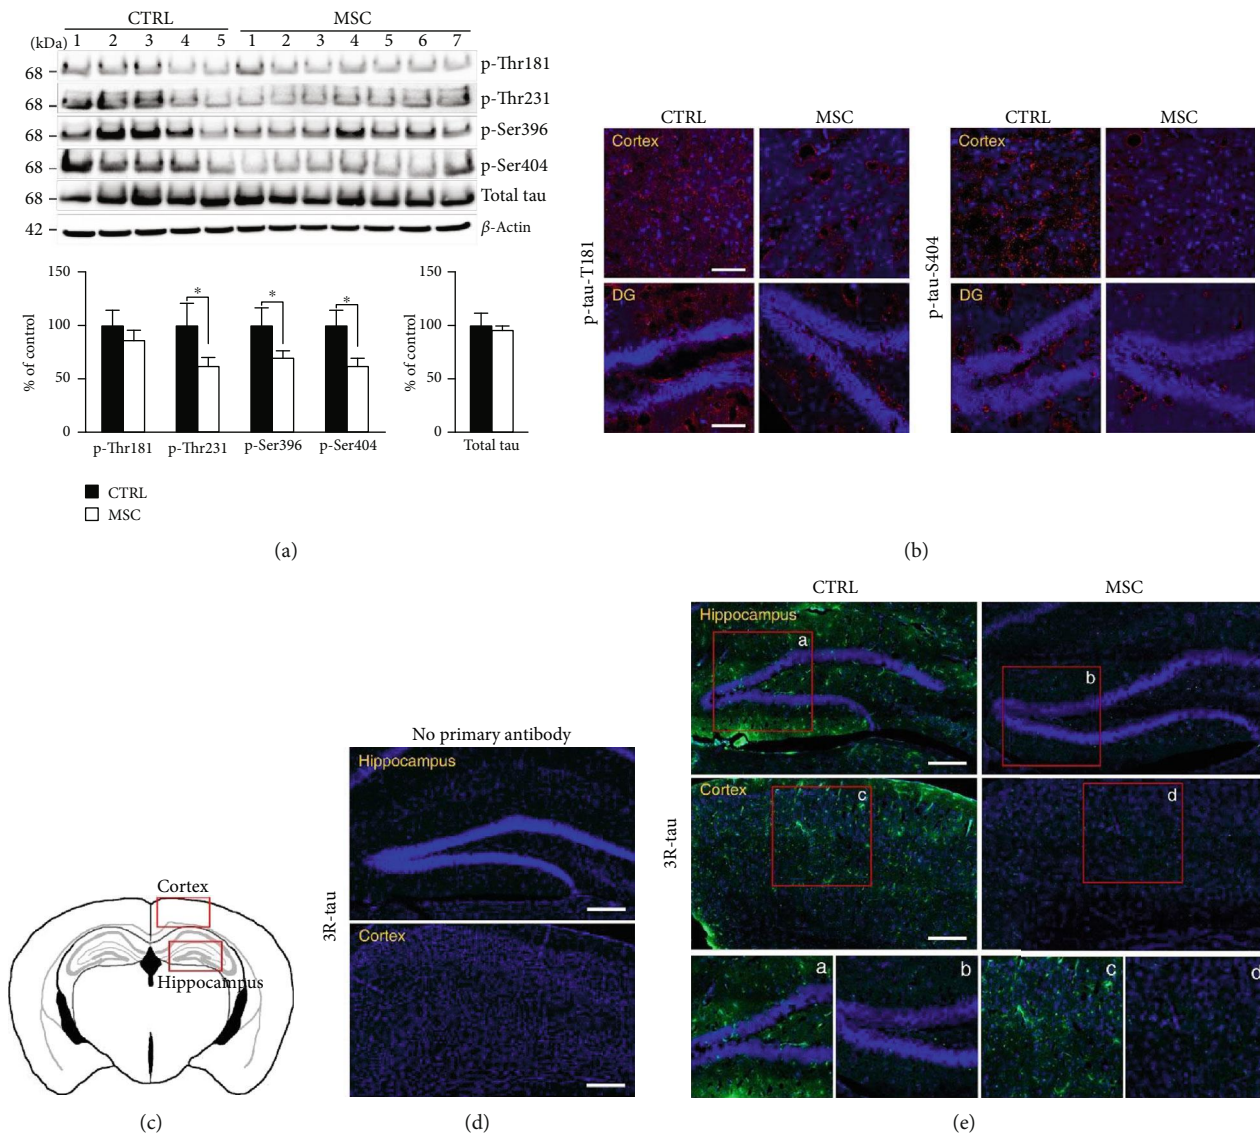 CTRL MSC
(kDa) 1 2 3 4 5 1 2 3 4 5 6 7
68 p-Thr181
68 p-Thr231
68 p-Ser396
68 p-Ser404
68 Total tau
42 β-Actin
150 150
100 100
50 50
0 0
% of control
% of control
* * *
p-Thr181 p-Thr231 p-Ser396 p-Ser404 Total tau
CTRL
MSC
(a)
CTRL MSC CTRL MSC
Cortex Cortex
DG DG
p-tau-T181
p-tau-S404
(b)
Cortex
Hippocampus
(c)
No primary antibody
Hippocampus
Cortex
3R-tau
(d)
CTRL MSC
Hippocampus
a b
Cortex
c d
3R-tau
a b c d
(e)